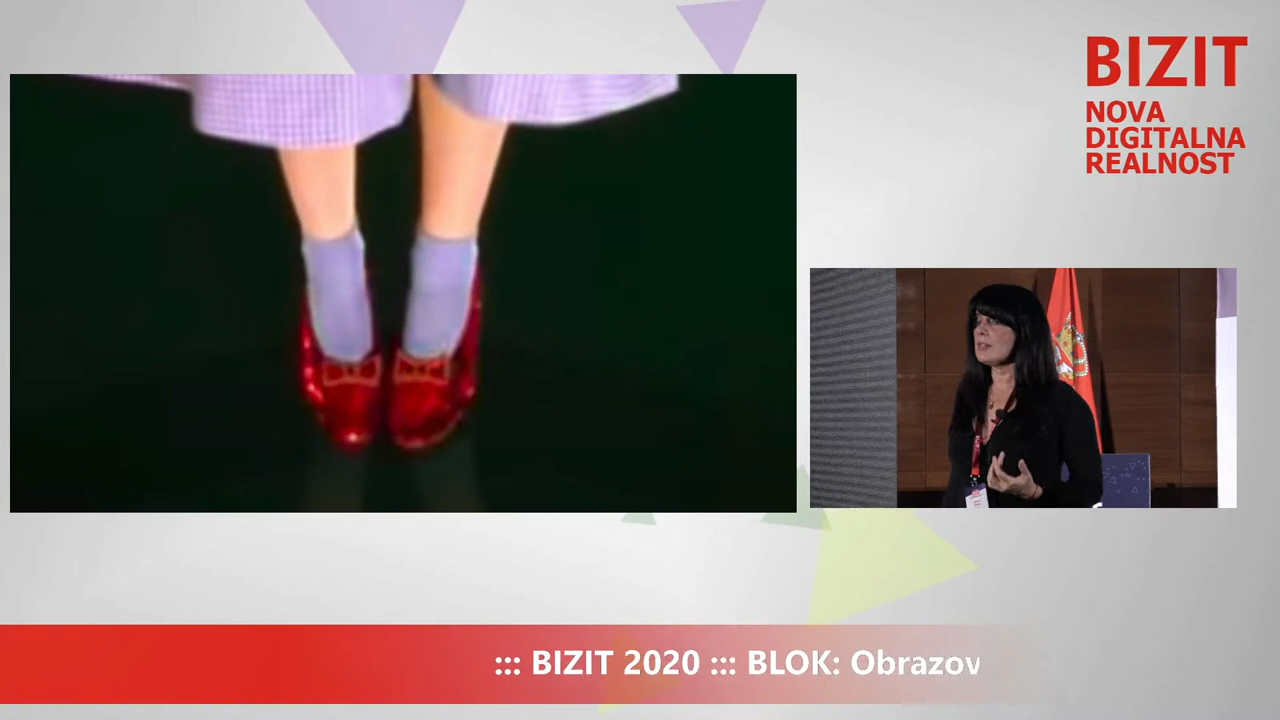 BIZIT
NOVA
DIGITALNA
REALNOST
::: BIZIT 2020 ::: BLOK: Obrazov